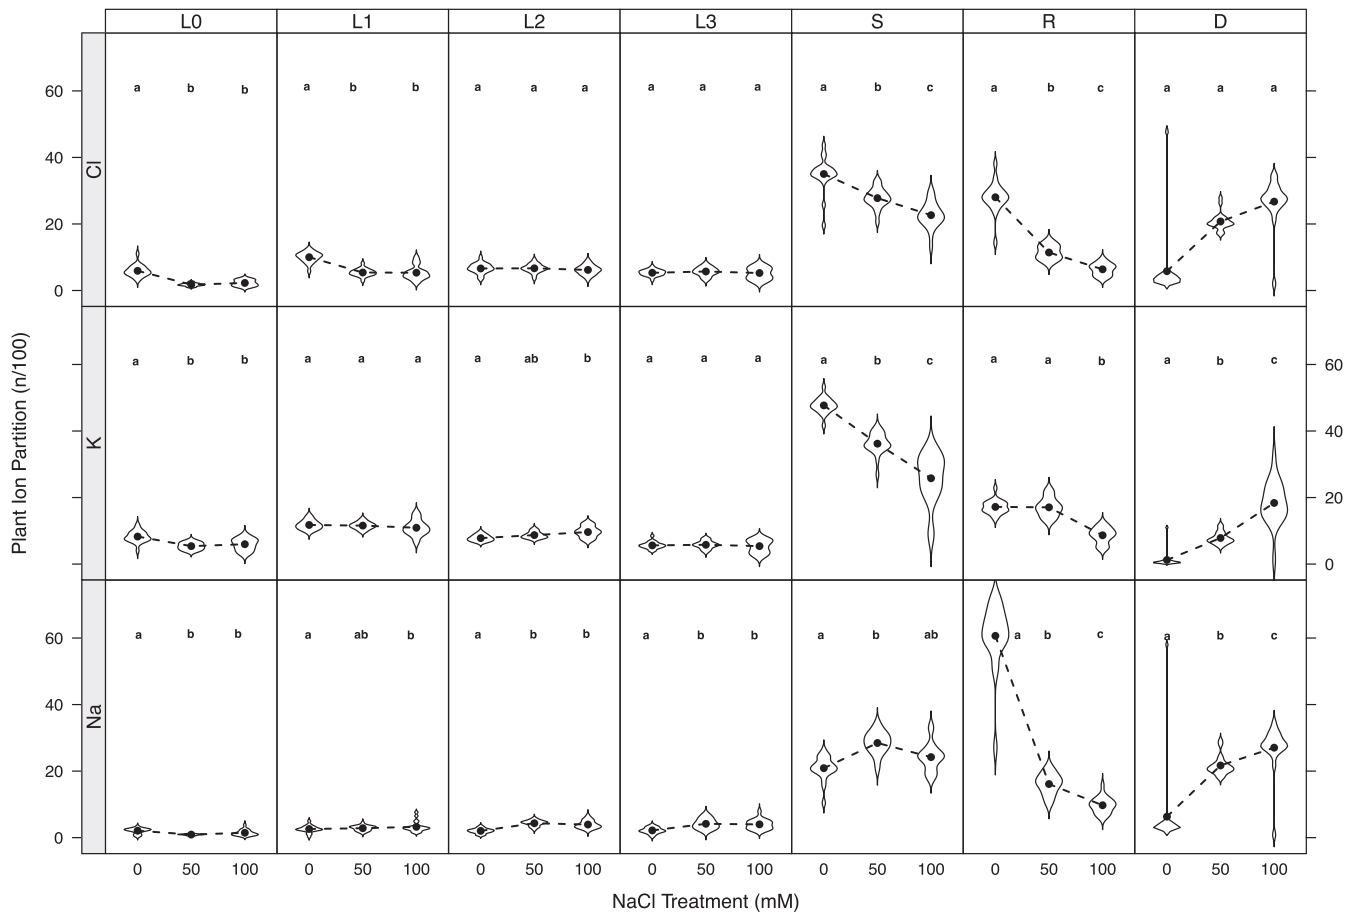 L0 L1 L2 L3 S R D
a b b a b b a a a a a a a b c a b c a a a
60
40
Cl
20
0
a b b a a a a ab b a a a a b c a a b a b c
60
40
K
20
0
Plant Ion Partition (n/100)
a b b a ab b a b b a b b a b ab a b c a b c
60
40
Na
20
0
0 50 100 0 50 100 0 50 100 0 50 100 0 50 100 0 50 100 0 50 100
NaCl Treatment (mM)